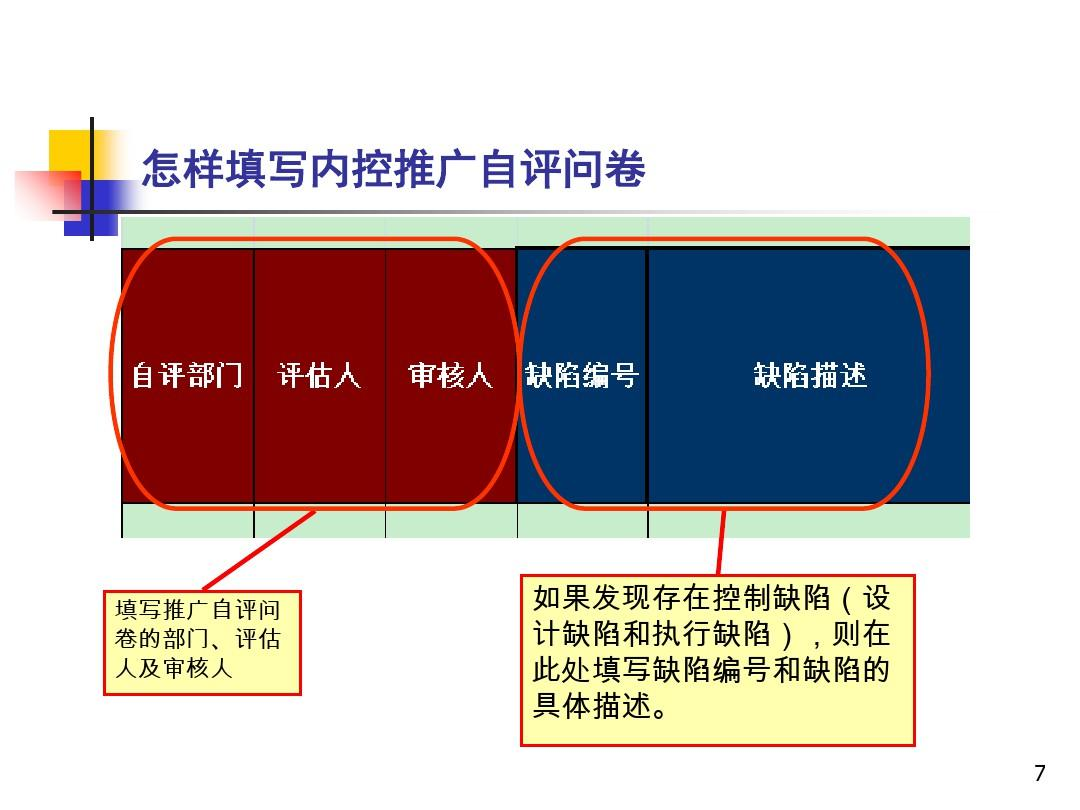 怎样填写内控推广自评问卷
自评部门 评估人 审核人 缺陷编号 缺陷描述
填写推广自评问
卷的部门、评估
人及审核人
如果发现存在控制缺陷（设
计缺陷和执行缺陷），则在
此处填写缺陷编号和缺陷的
具体描述。
7